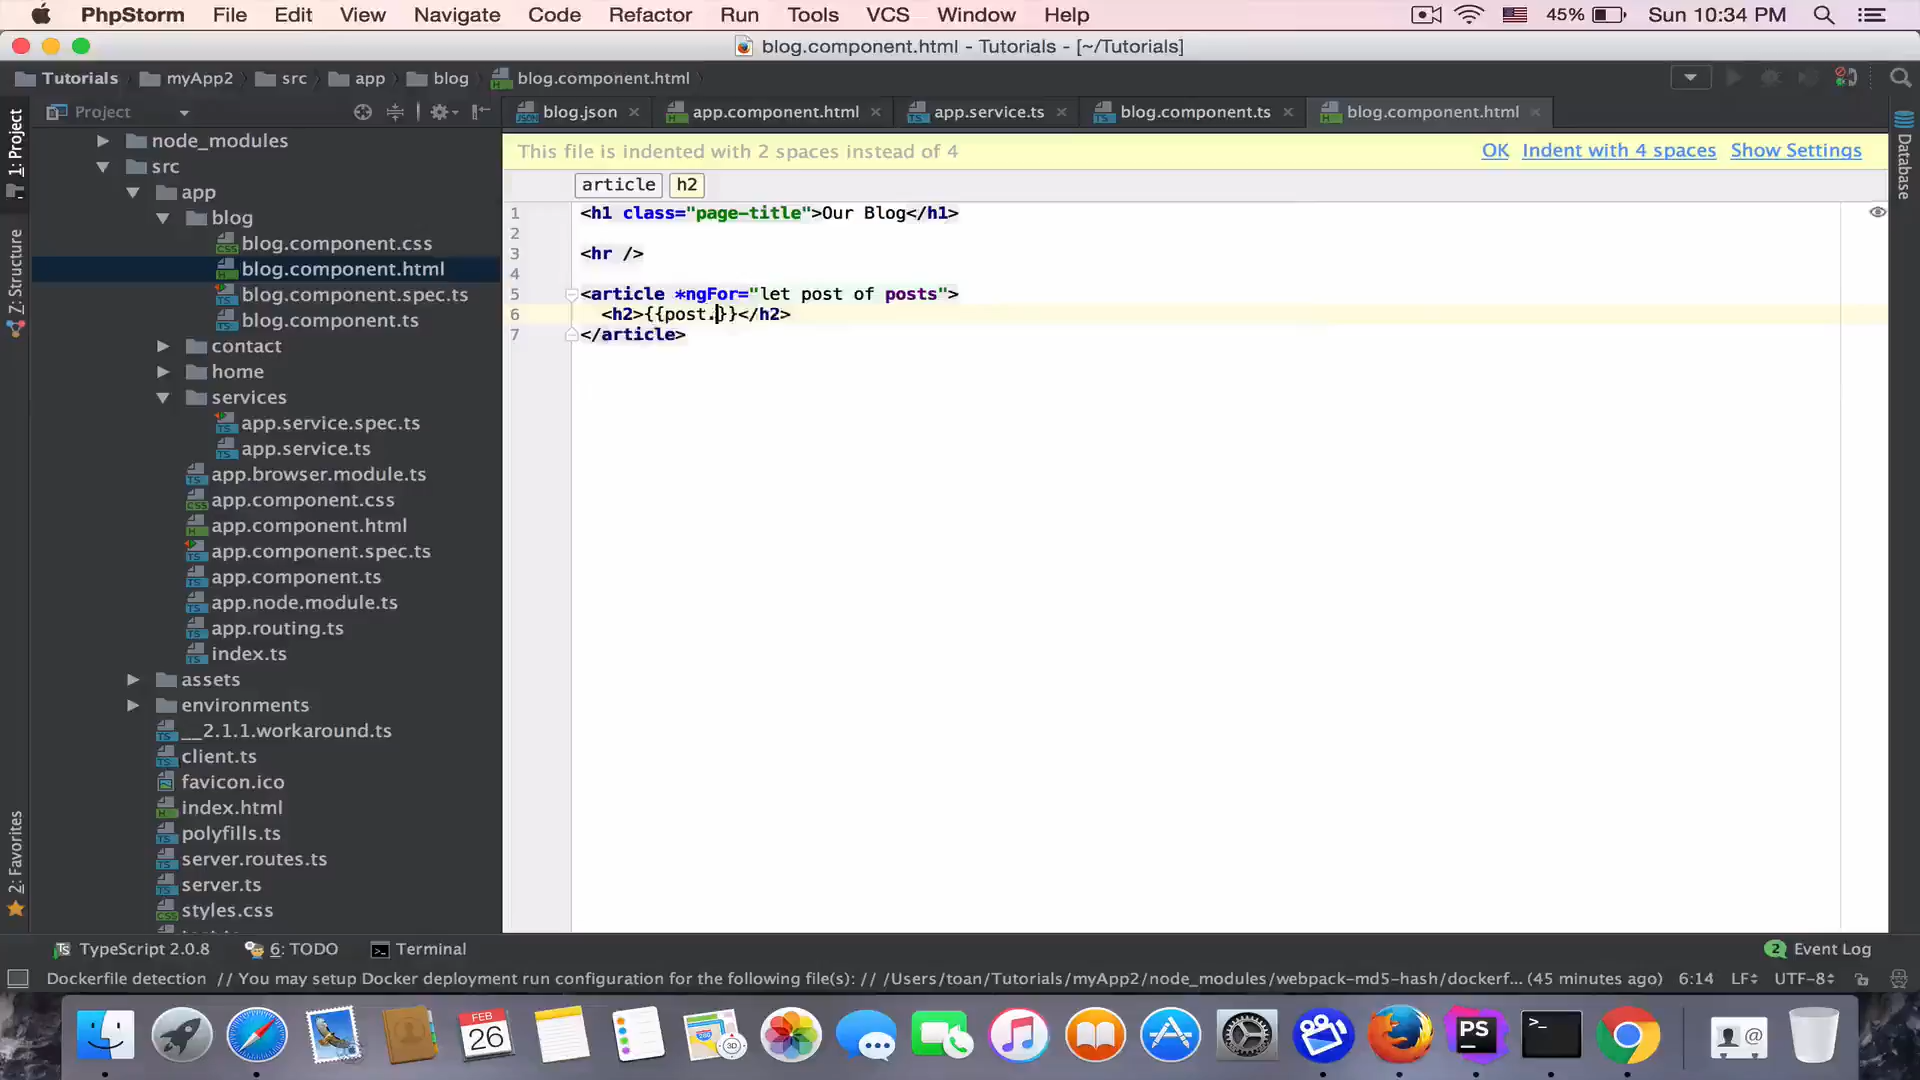 PhpStorm File Edit View Navigate Code Refactor Run Tools VCS Window Help 45% Sun 10:34 PM
blog.component.html - Tutorials - [~/Tutorials]
Tutorials myApp2 src app blog blog.component.html
Project blog.json app.component.html app.service.ts blog.component.ts blog.component.html
1: Project
7: Structure
2: Favorites
Database
node_modules
src
app
blog
blog.component.css
blog.component.html
blog.component.spec.ts
blog.component.ts
contact
home
services
app.service.spec.ts
app.service.ts
app.browser.module.ts
app.component.css
app.component.html
app.component.spec.ts
app.component.ts
app.node.module.ts
app.routing.ts
index.ts
assets
environments
__2.1.1.workaround.ts
client.ts
favicon.ico
index.html
polyfills.ts
server.routes.ts
server.ts
styles.css
This file is indented with 2 spaces instead of 4 OK Indent with 4 spaces Show Settings
article h2
1 <h1 class="page-title">Our Blog</h1>
2
3 <hr />
4
5 <article *ngFor="let post of posts">
6 <h2>{{post.}}</h2>
7 </article>
TypeScript 2.0.8 6: TODO Terminal 2 Event Log
Dockerfile detection // You may setup Docker deployment run configuration for the following file(s): // /Users/toan/Tutorials/myApp2/node_modules/webpack-md5-hash/dockerf... (45 minutes ago) 6:14 LF UTF-8
FEB
26
3D
PS
>_
@